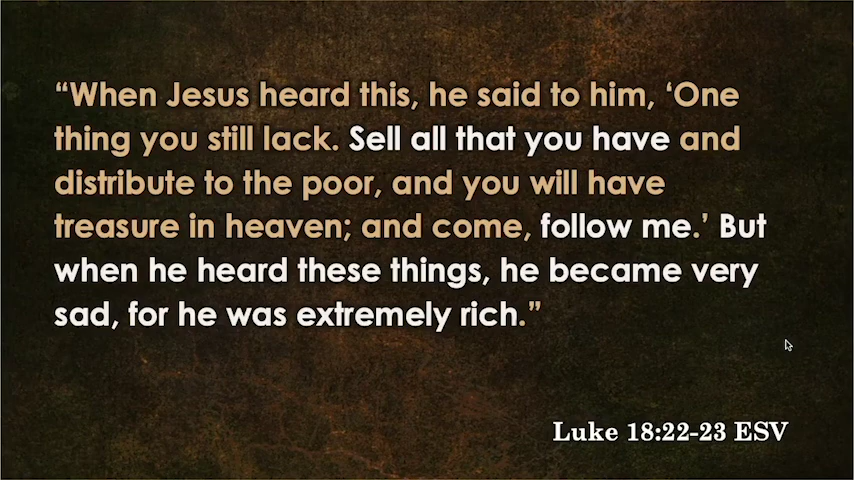 “When Jesus heard this, he said to him, ‘One
thing you still lack. Sell all that you have and
distribute to the poor, and you will have
treasure in heaven; and come, follow me.’ But
when he heard these things, he became very
sad, for he was extremely rich.”
Luke 18:22-23 ESV